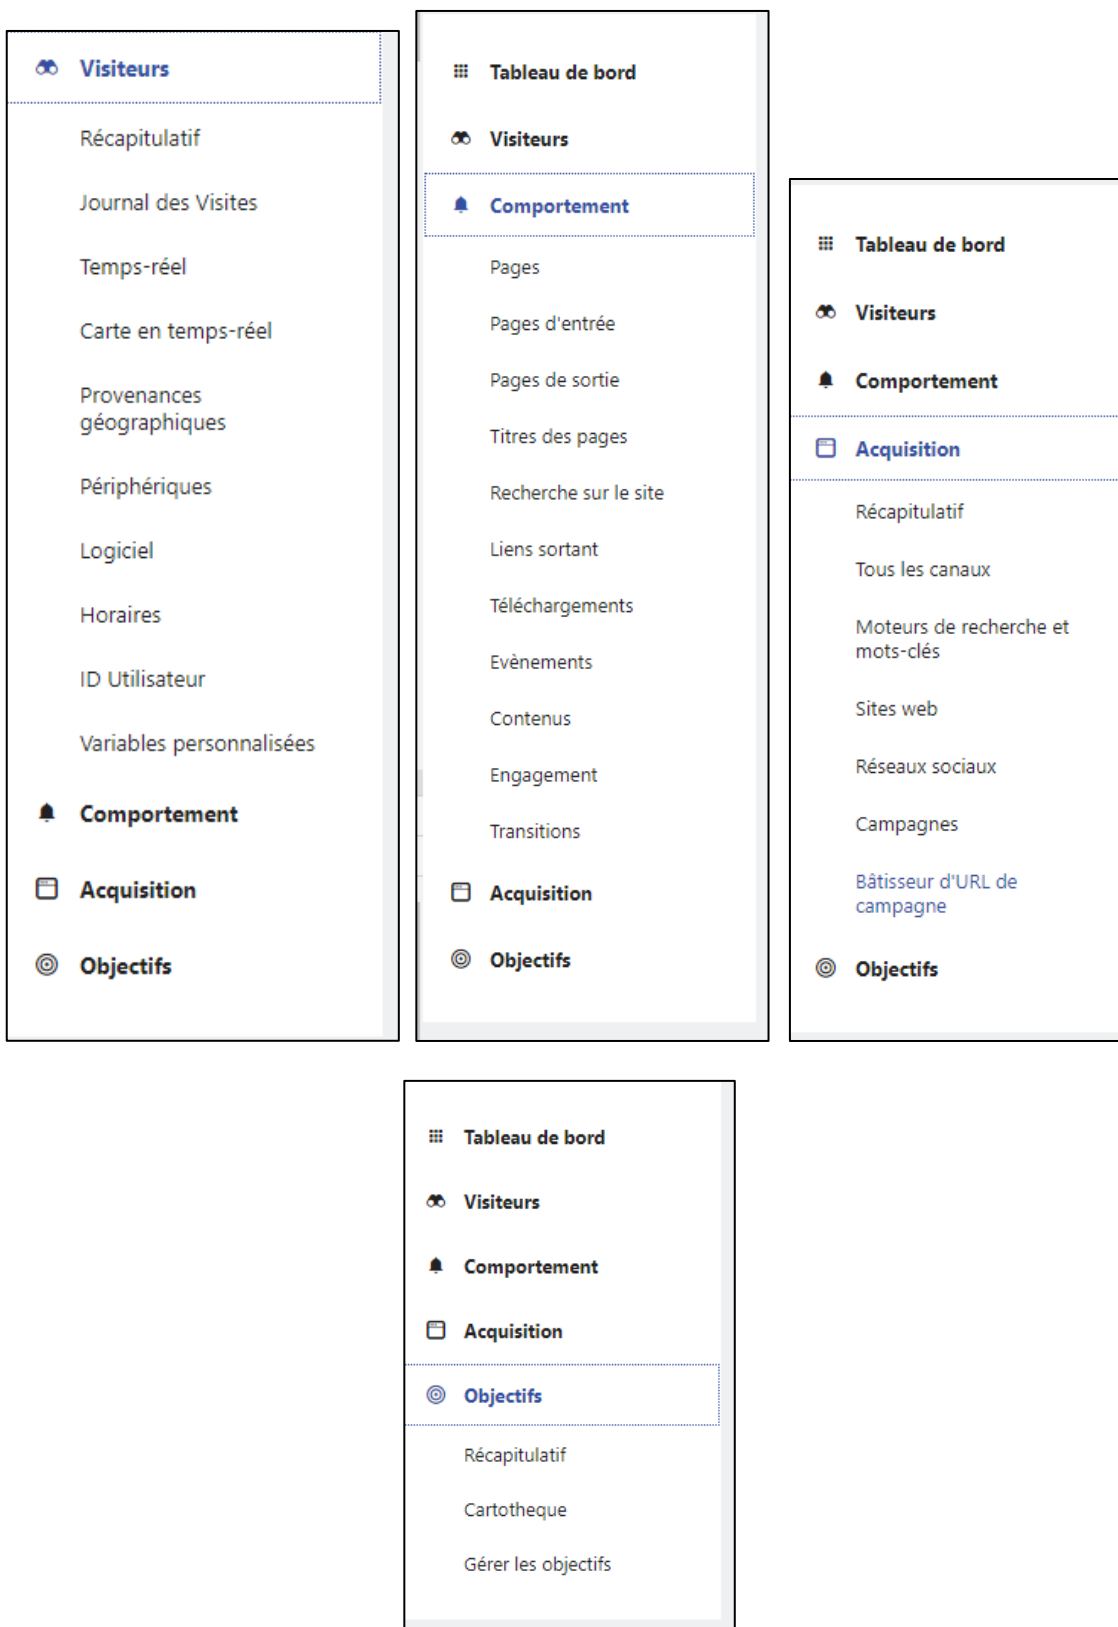 Visiteurs
Récapitulatif
Journal des Visites
Temps-réel
Carte en temps-réel
Provenances
géographiques
Périphériques
Logiciel
Horaires
ID Utilisateur
Variables personnalisées
Comportement
Acquisition
Objectifs
Tableau de bord
Visiteurs
Comportement
Pages
Pages d'entrée
Pages de sortie
Titres des pages
Recherche sur le site
Liens sortant
Téléchargements
Evènements
Contenus
Engagement
Transitions
Acquisition
Objectifs
Tableau de bord
Visiteurs
Comportement
Acquisition
Récapitulatif
Tous les canaux
Moteurs de recherche et
mots-clés
Sites web
Réseaux sociaux
Campagnes
Bâtisseur d'URL de
campagne
Objectifs
Tableau de bord
Visiteurs
Comportement
Acquisition
Objectifs
Récapitulatif
Cartotheque
Gérer les objectifs